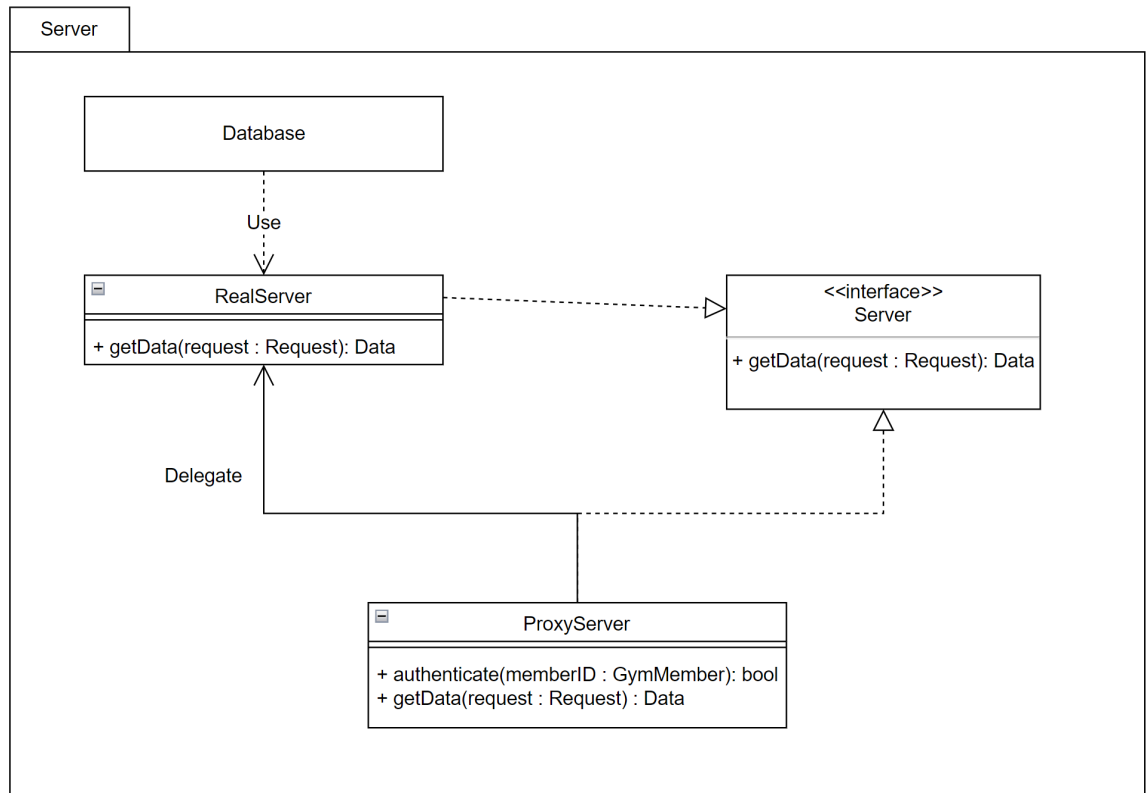 Server
Database
Use
RealServer
+ getData(request : Request): Data
<<interface>>
Server
+ getData(request : Request): Data
Delegate
ProxyServer
+ authenticate(memberID : GymMember): bool
+ getData(request : Request) : Data